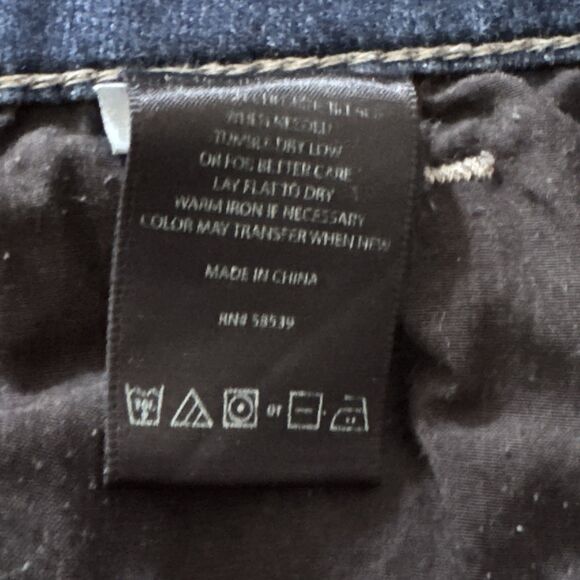 WHEN NEEDED
TUMBLE DRY LOW
OR FOR BETTER CARE
LAY FLAT TO DRY
WARM IRON IF NECESSARY
COLOR MAY TRANSFER WHEN NEW
MADE IN CHINA
RN# 58539
or